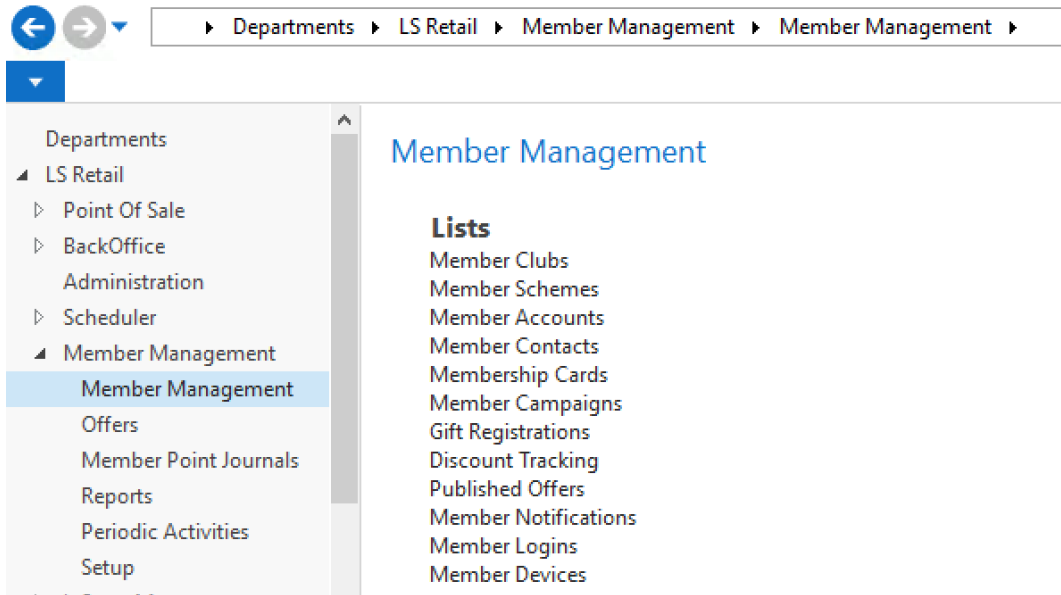 Departments LS Retail Member Management Member Management
Departments
LS Retail
Point Of Sale
BackOffice
Administration
Scheduler
Member Management
Member Management
Offers
Member Point Journals
Reports
Periodic Activities
Setup
Member Management
Lists
Member Clubs
Member Schemes
Member Accounts
Member Contacts
Membership Cards
Member Campaigns
Gift Registrations
Discount Tracking
Published Offers
Member Notifications
Member Logins
Member Devices